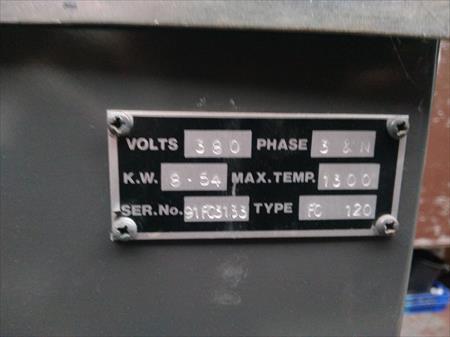 VOLTS 380 PHASE 3 & N
K.W. 8-54 MAX.TEMP. 1300
SER.No. 91FC3133 TYPE FC 120